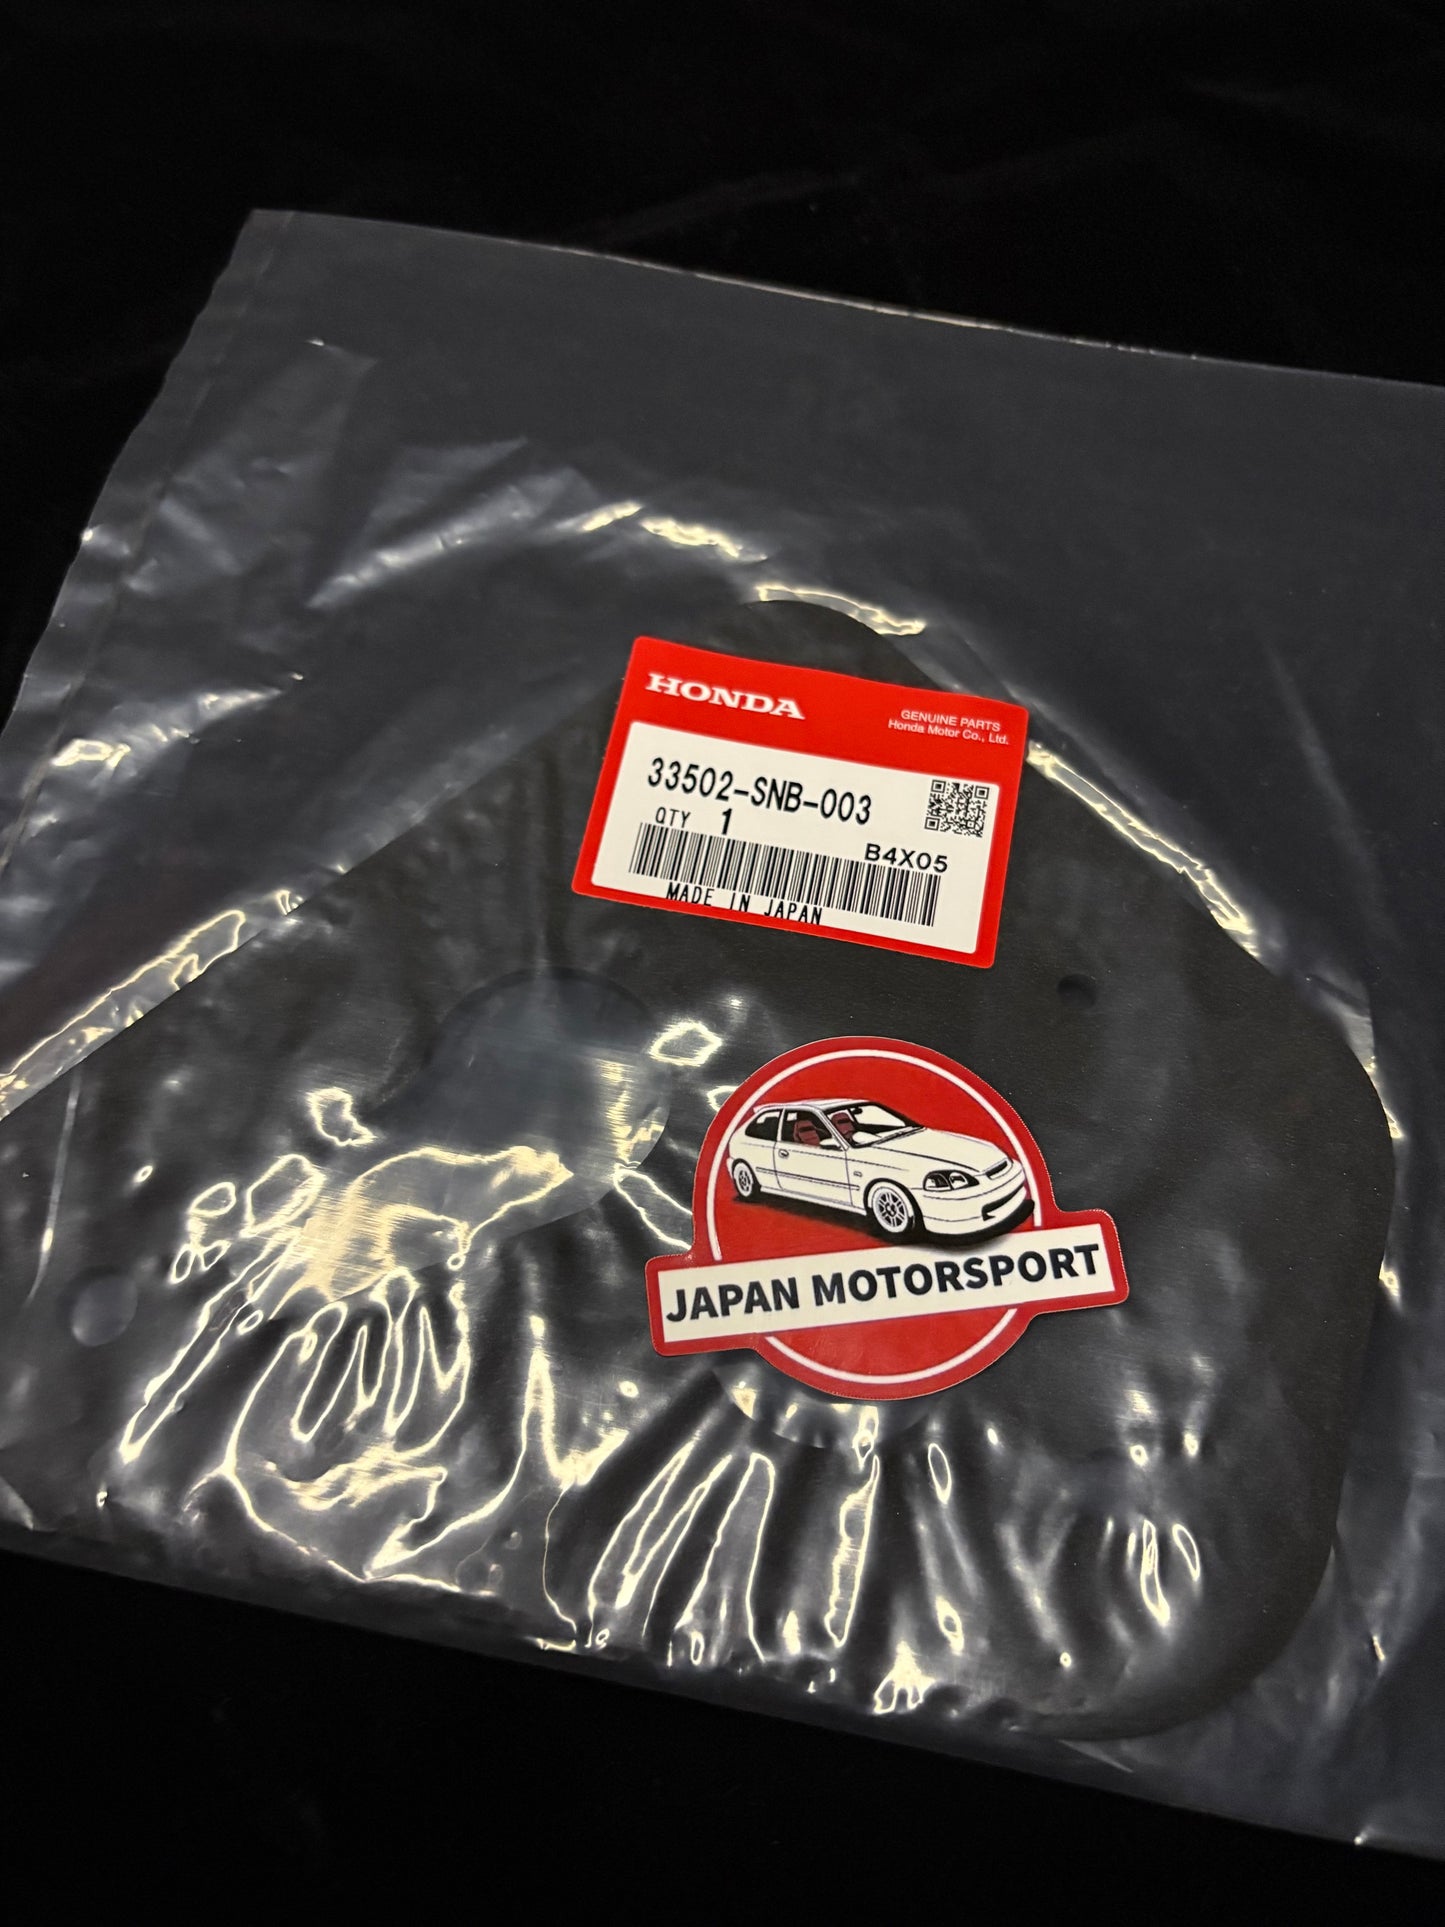 HONDA
GENUINE PARTS
Honda Motor Co., Ltd.
33502-SNB-003
QTY 1
B4X05
MADE IN JAPAN
JAPAN MOTORSPORT